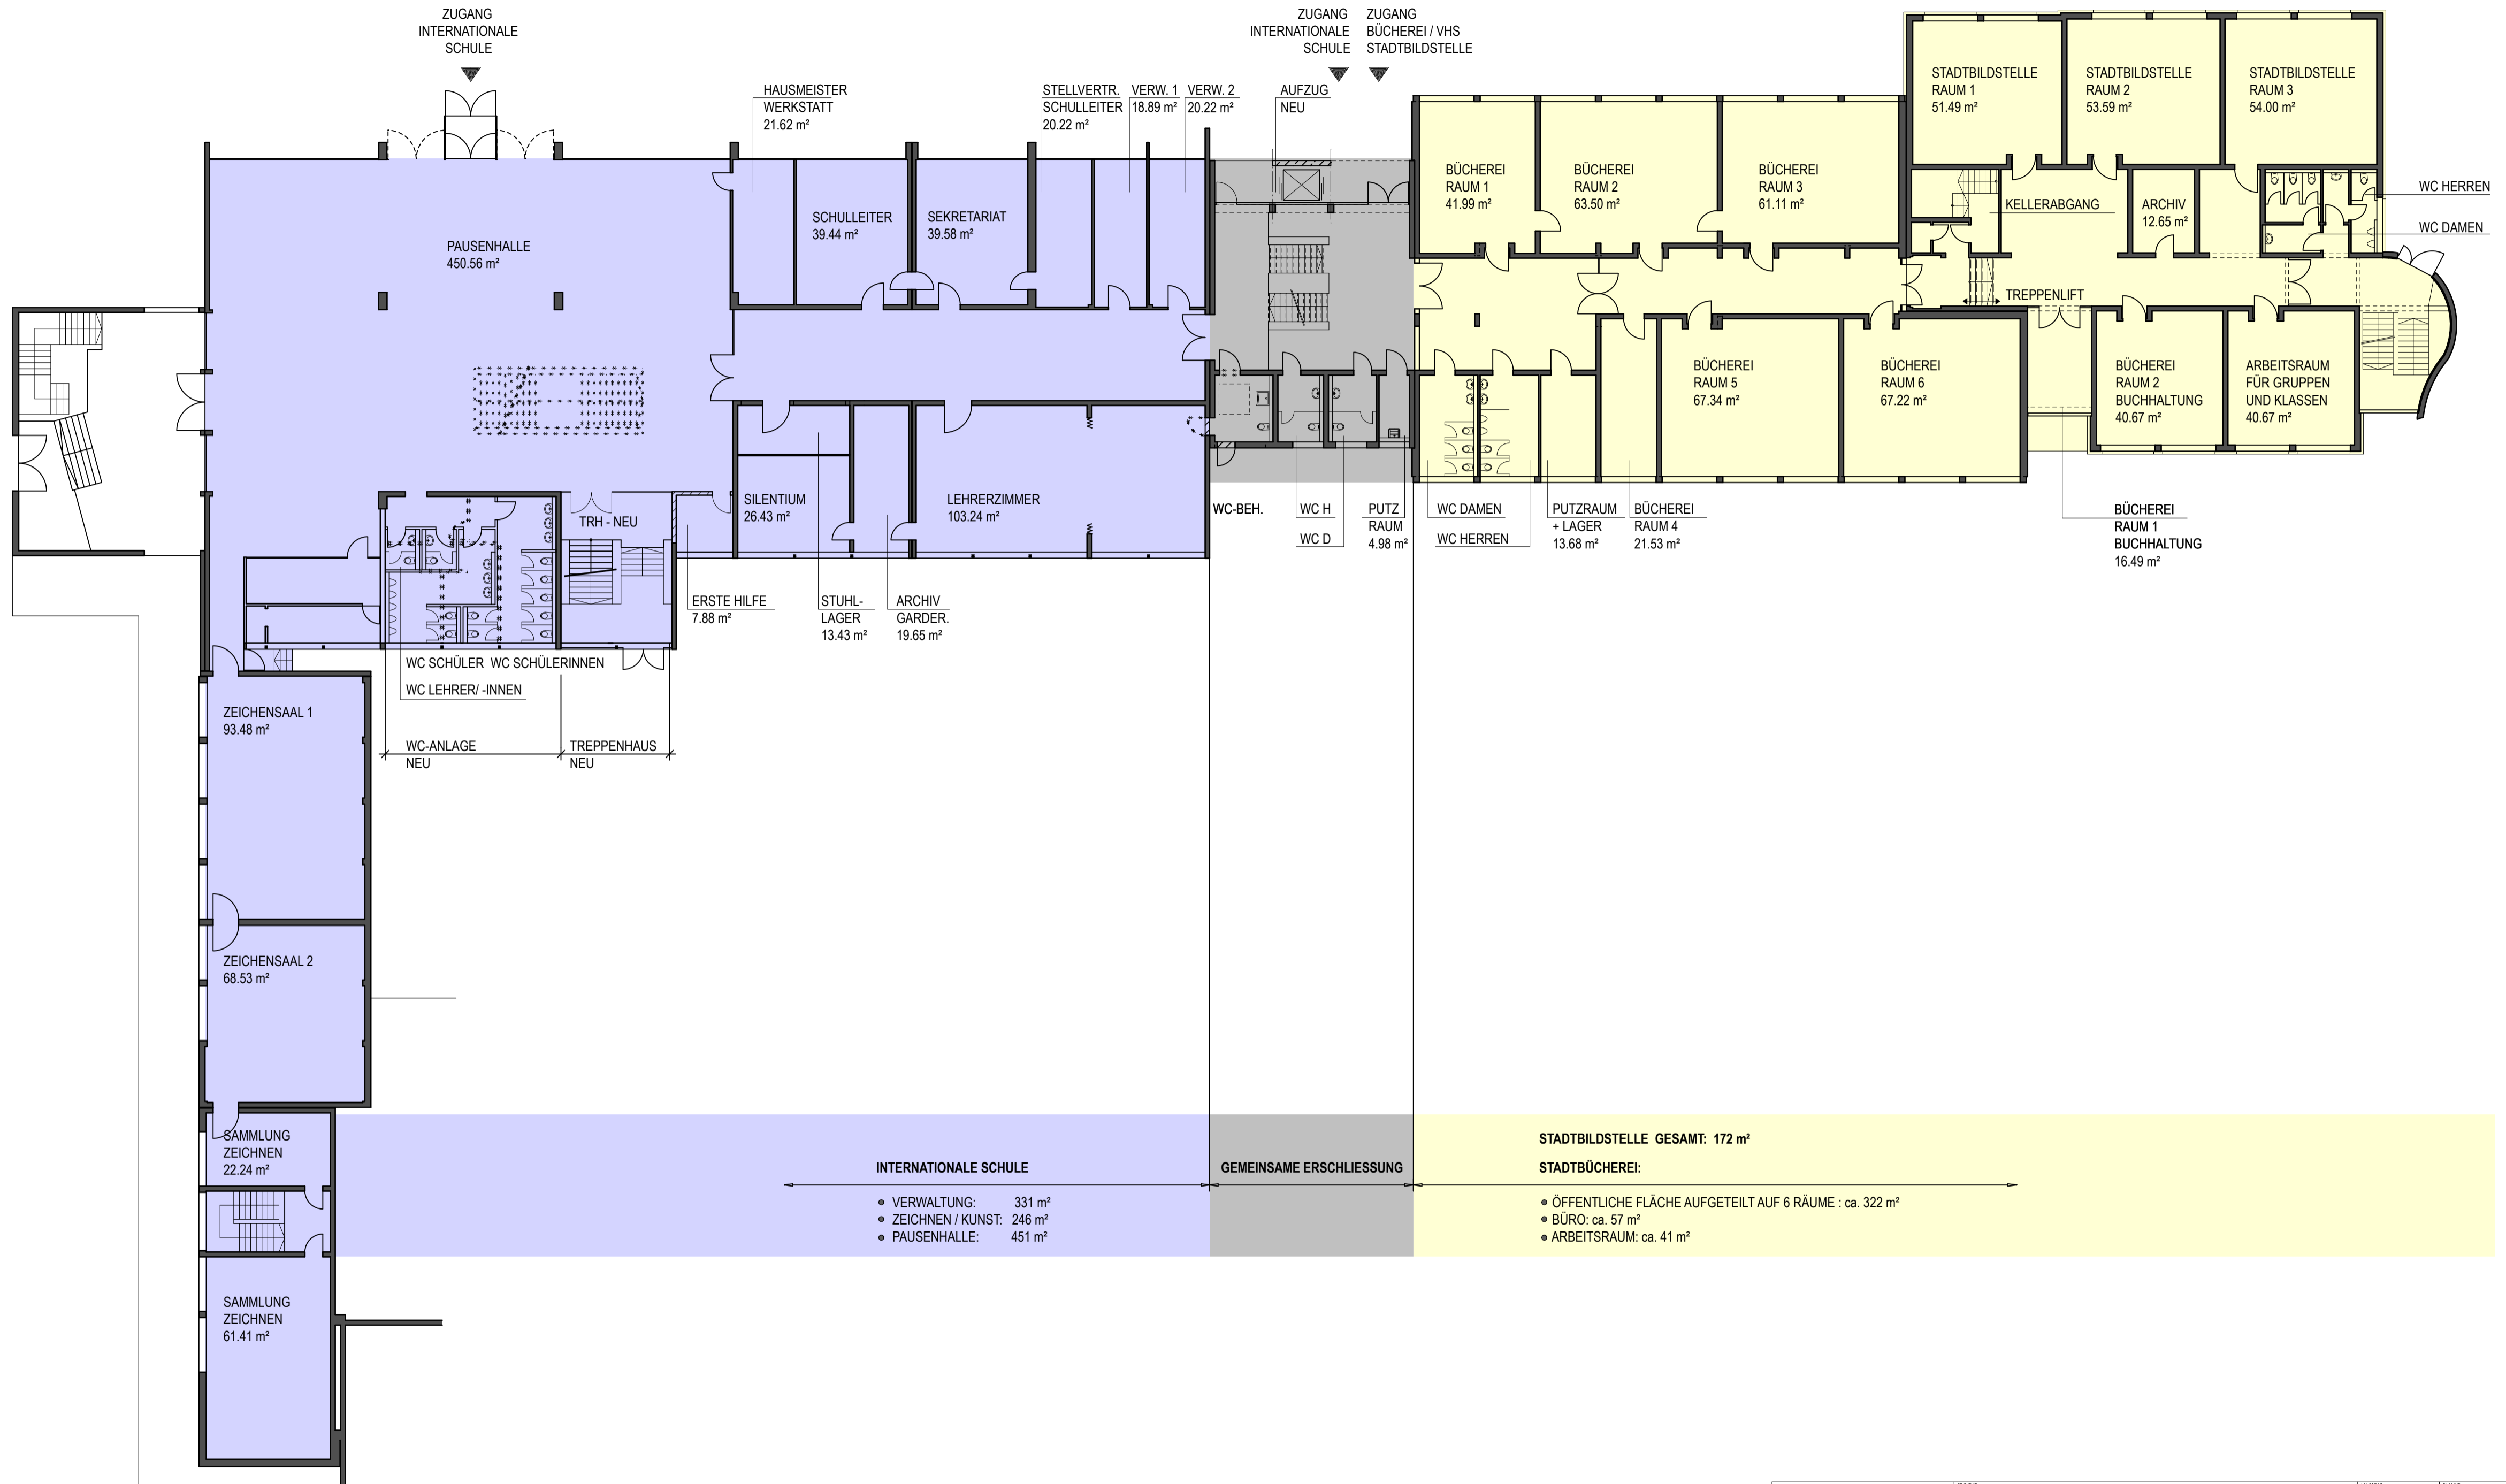 ZUGANG
INTERNATIONALE
SCHULE
ZUGANG
INTERNATIONALE
SCHULE
ZUGANG
BÜCHEREI / VHS
STADTBILDSTELLE
HAUSMEISTER
WERKSTATT
21.62 m²
STELLVERTR.
SCHULLEITER
20.22 m²
VERW. 1
18.89 m²
VERW. 2
20.22 m²
AUFZUG
NEU
STADTBILDSTELLE
RAUM 1
51.49 m²
STADTBILDSTELLE
RAUM 2
53.59 m²
STADTBILDSTELLE
RAUM 3
54.00 m²
BÜCHEREI
RAUM 1
41.99 m²
BÜCHEREI
RAUM 2
63.50 m²
BÜCHEREI
RAUM 3
61.11 m²
KELLERABGANG
ARCHIV
12.65 m²
WC HERREN
WC DAMEN
PAUSENHALLE
450.56 m²
SCHULLEITER
39.44 m²
SEKRETARIAT
39.58 m²
TREPPENLIFT
BÜCHEREI
RAUM 5
67.34 m²
BÜCHEREI
RAUM 6
67.22 m²
BÜCHEREI
RAUM 2
BUCHHALTUNG
40.67 m²
ARBEITSRAUM
FÜR GRUPPEN
UND KLASSEN
40.67 m²
TRH - NEU
SILENTIUM
26.43 m²
LEHRERZIMMER
103.24 m²
WC-BEH.
WC H
WC D
PUTZ
RAUM
4.98 m²
WC DAMEN
WC HERREN
PUTZRAUM
+ LAGER
13.68 m²
BÜCHEREI
RAUM 4
21.53 m²
BÜCHEREI
RAUM 1
BUCHHALTUNG
16.49 m²
ERSTE HILFE
7.88 m²
STUHL-
LAGER
13.43 m²
ARCHIV
GARDER.
19.65 m²
WC SCHÜLER
WC SCHÜLERINNEN
WC LEHRER/ -INNEN
WC-ANLAGE
NEU
TREPPENHAUS
NEU
ZEICHENSAAL 1
93.48 m²
ZEICHENSAAL 2
68.53 m²
SAMMLUNG
ZEICHNEN
22.24 m²
SAMMLUNG
ZEICHNEN
61.41 m²
INTERNATIONALE SCHULE
• VERWALTUNG: 331 m²
• ZEICHNEN / KUNST: 246 m²
• PAUSENHALLE: 451 m²
GEMEINSAME ERSCHLIESSUNG
STADTBILDSTELLE GESAMT: 172 m²
STADTBÜCHEREI:
• ÖFFENTLICHE FLÄCHE AUFGETEILT AUF 6 RÄUME : ca. 322 m²
• BÜRO: ca. 57 m²
• ARBEITSRAUM: ca. 41 m²